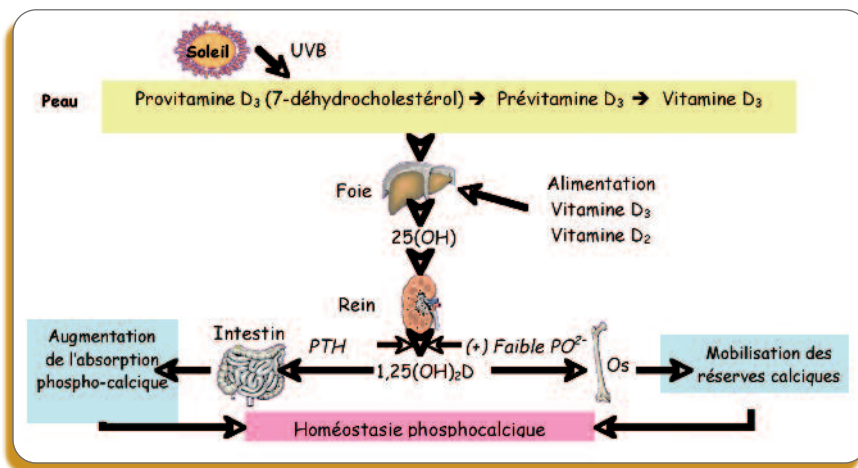 Soleil
UVB
Peau
Provitamine D₃ (7-déhydrocholestérol) ➔ Prévitamine D₃ ➔ Vitamine D₃
Foie
Alimentation
Vitamine D₃
Vitamine D₂
25(OH)
Rein
Augmentation
de l'absorption
phospho-calcique
Intestin
PTH
(+) Faible PO²⁻
1,25(OH)₂D
Os
Mobilisation des
réserves calciques
Homéostasie phosphocalcique